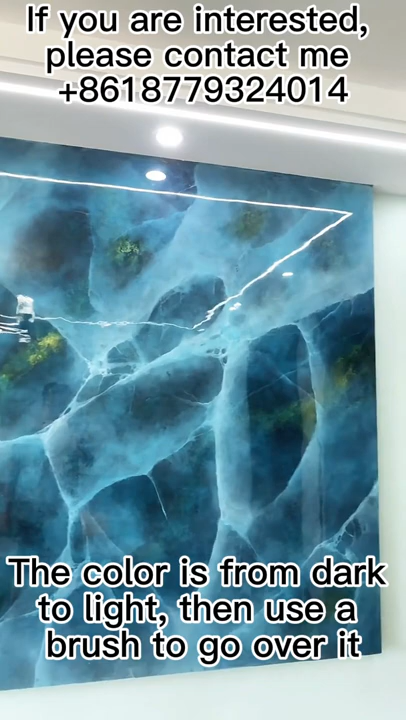 If you are interested,
please contact me
+8618779324014
The color is from dark
to light, then use a
brush to go over it